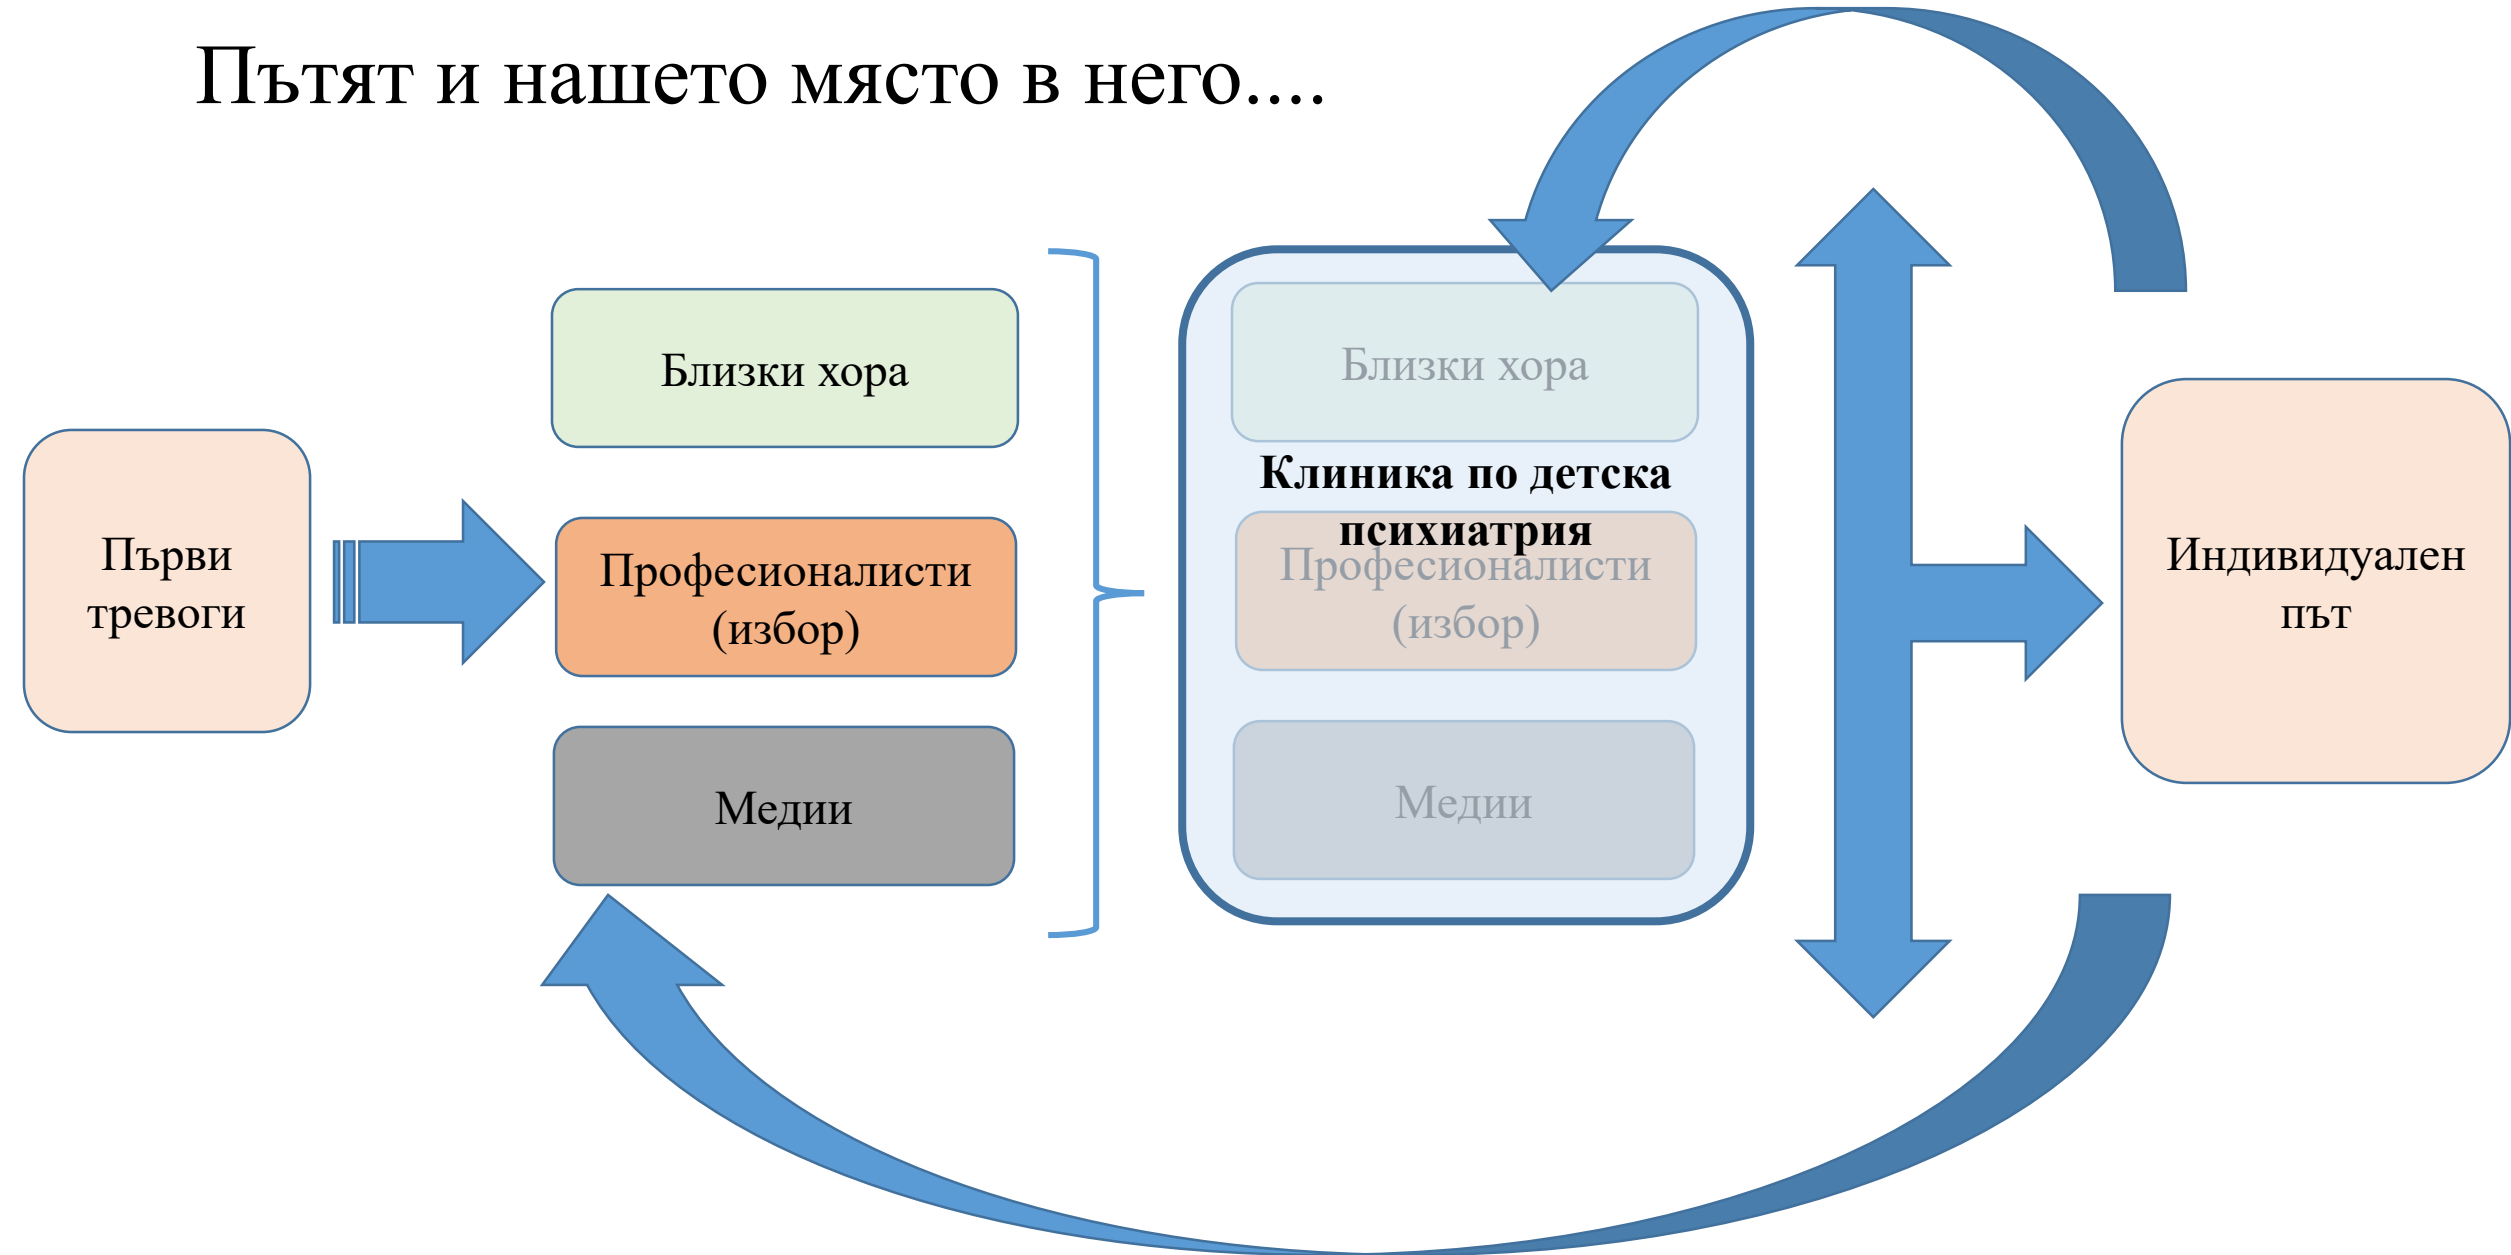 Пътят и нашето място в него....
Първи
тревоги
Близки хора
Професионалисти
(избор)
Медии
Близки хора
Клиника по детска
психиатрия
Професионалисти
(избор)
Медии
Индивидуален
път